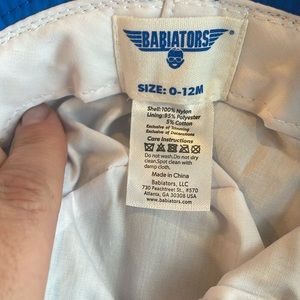 BABIATORS
SIZE: 0-12M
Shell:100% Nylon
Lining:95% Polyester
5% Cotton
Exclusive of Trimming
Exclusive of Decorations
Care Instructions
Do not wash.Do not dry
clean.Spot clean with
damp cloth.
Made in China
Babiators, LLC
730 Peachtreet St., #570
Atlanta, GA 30308 USA
www.babiators.com